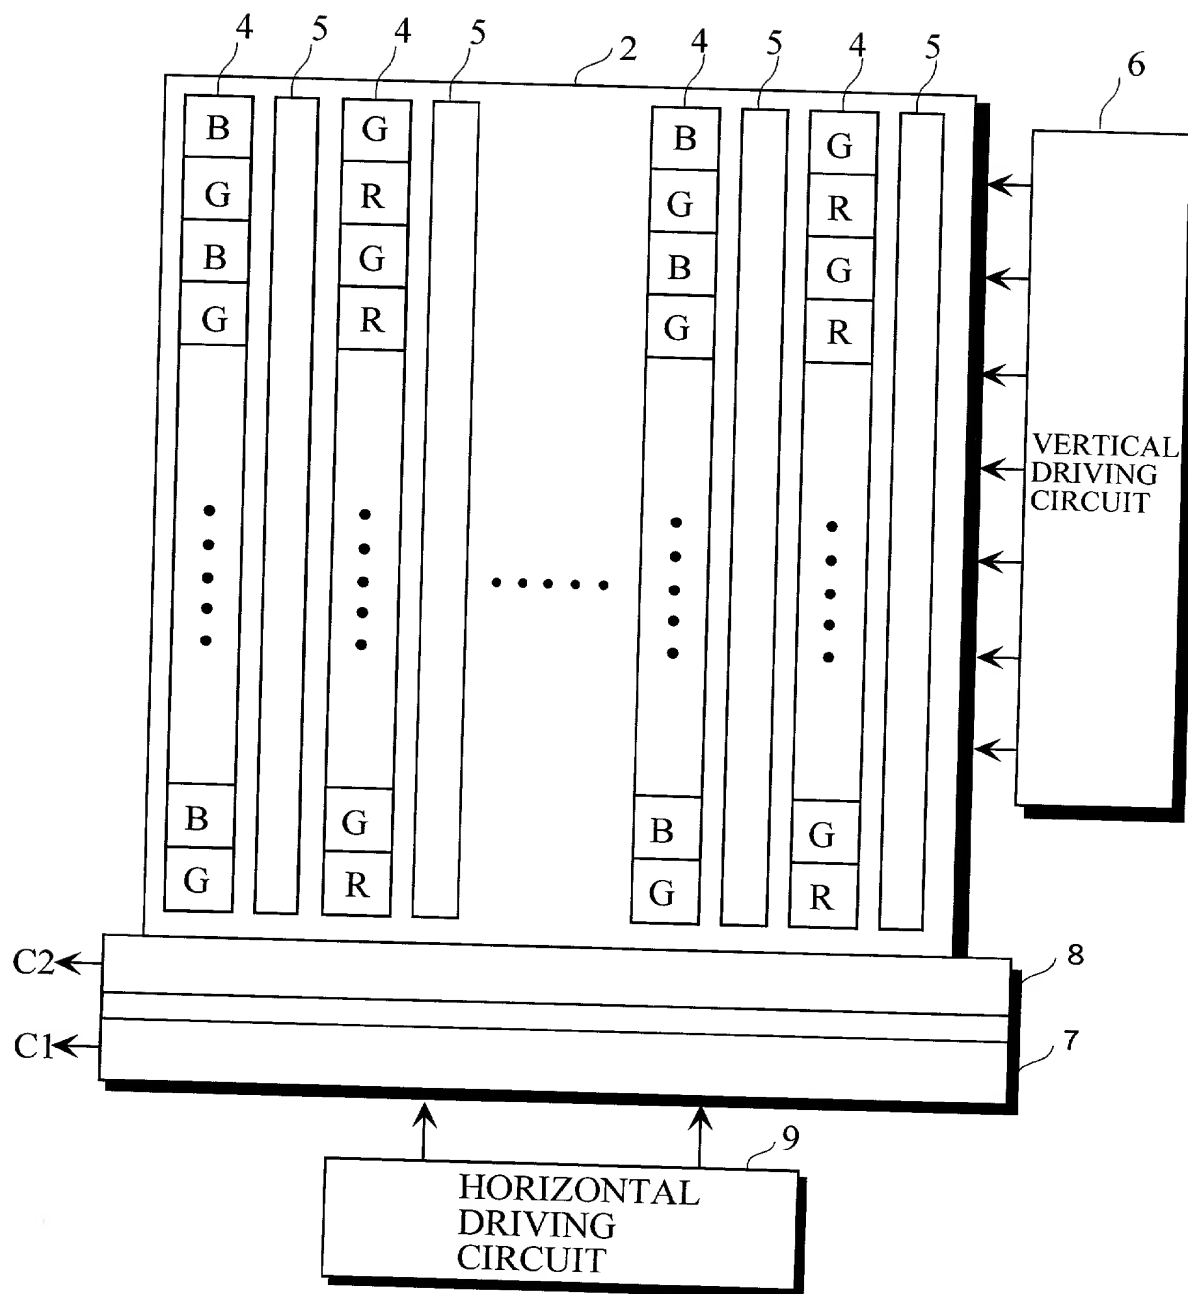 4 5 4 5 2 4 5 4 5 6
B G B G
G R G R
B G B G
G R G R
VERTICAL
DRIVING
CIRCUIT
B G B G
G R G R
C2 8
C1 7
9
HORIZONTAL
DRIVING
CIRCUIT